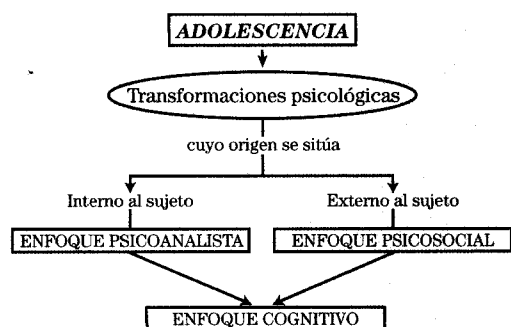 ADOLESCENCIA
Transformaciones psicológicas
cuyo origen se sitúa
Interno al sujeto
Externo al sujeto
ENFOQUE PSICOANALISTA
ENFOQUE PSICOSOCIAL
ENFOQUE COGNITIVO